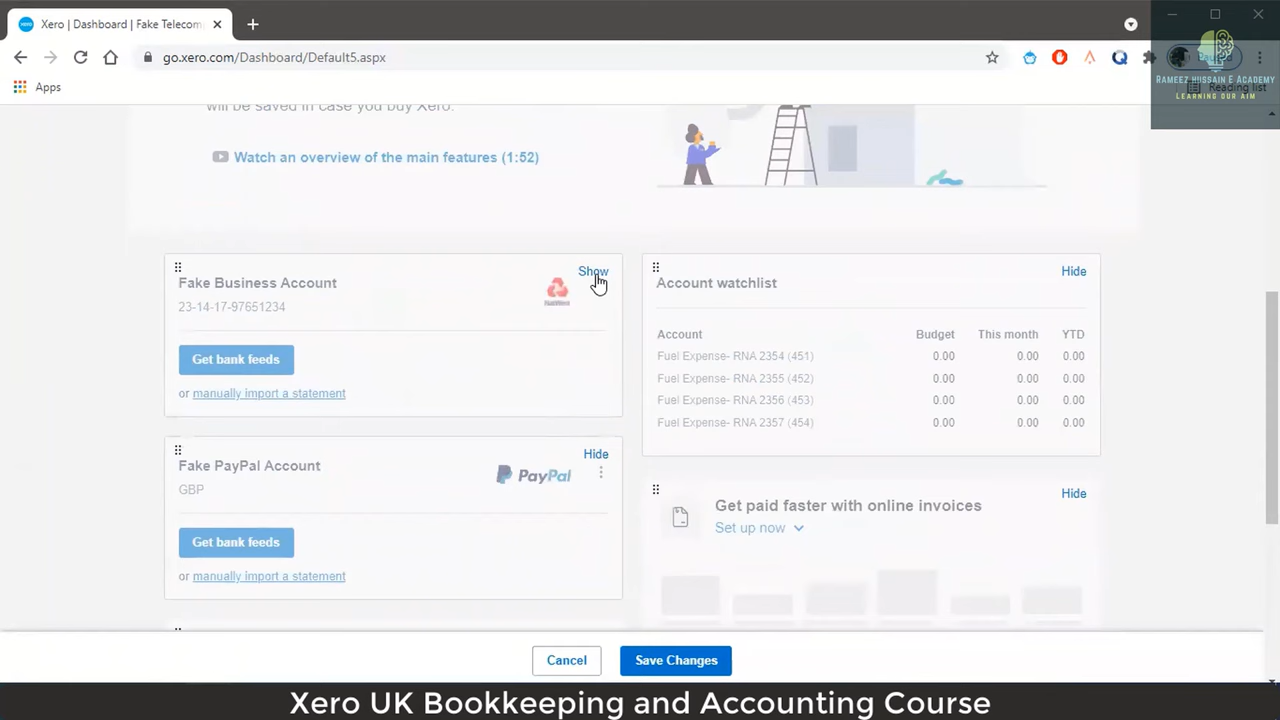 Xero | Dashboard | Fake Telecom
go.xero.com/Dashboard/Default5.aspx
Apps
Reading list
RAMEEZ HUSSAIN E ACADEMY
LEARNING OUR AIM
will be saved in case you buy Xero.
Watch an overview of the main features (1:52)
Show
Fake Business Account
23-14-17-97651234
NatWest
Get bank feeds
or manually import a statement
Hide
Account watchlist
Account Budget This month YTD
Fuel Expense- RNA 2354 (451) 0.00 0.00 0.00
Fuel Expense- RNA 2355 (452) 0.00 0.00 0.00
Fuel Expense- RNA 2356 (453) 0.00 0.00 0.00
Fuel Expense- RNA 2357 (454) 0.00 0.00 0.00
Hide
Fake PayPal Account
PayPal
GBP
Get bank feeds
or manually import a statement
Hide
Get paid faster with online invoices
Set up now
Cancel
Save Changes
Xero UK Bookkeeping and Accounting Course